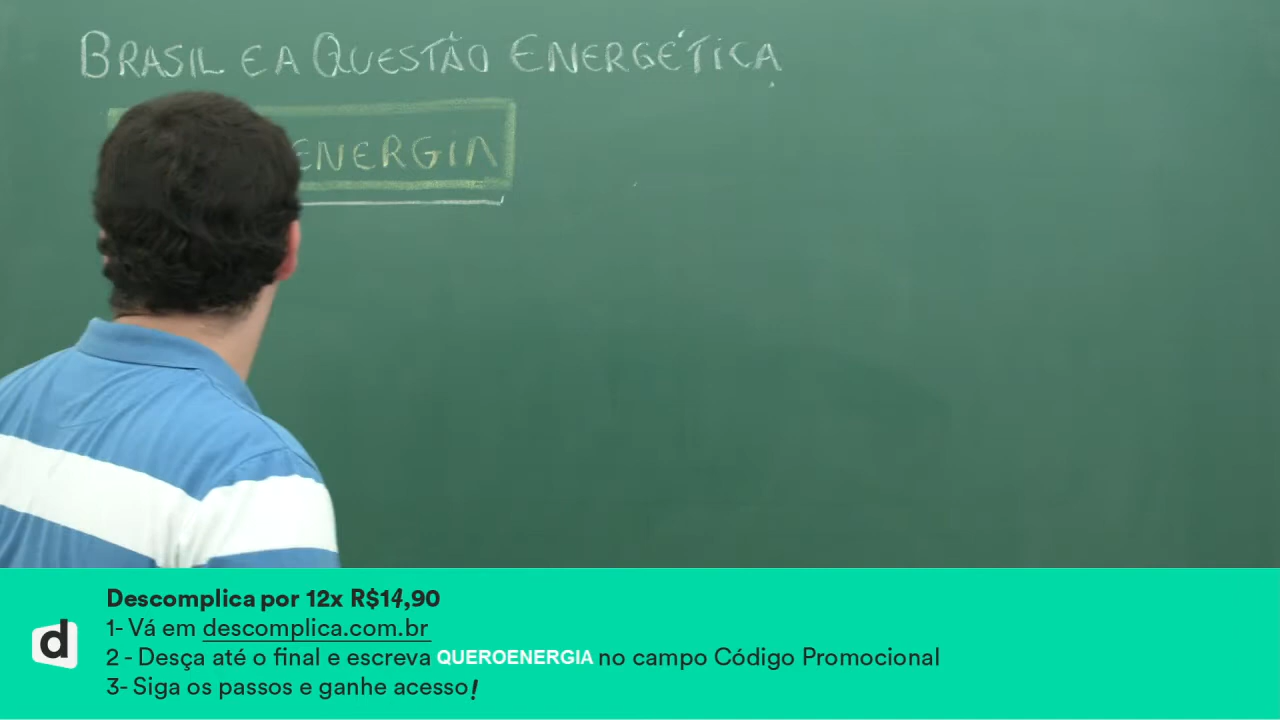 BRASIL E A QUESTÃO ENERGÉTICA
ENERGIA
d
Descomplica por 12x R$14,90
1- Vá em descomplica.com.br
2 - Desça até o final e escreva QUEROENERGIA no campo Código Promocional
3- Siga os passos e ganhe acesso!